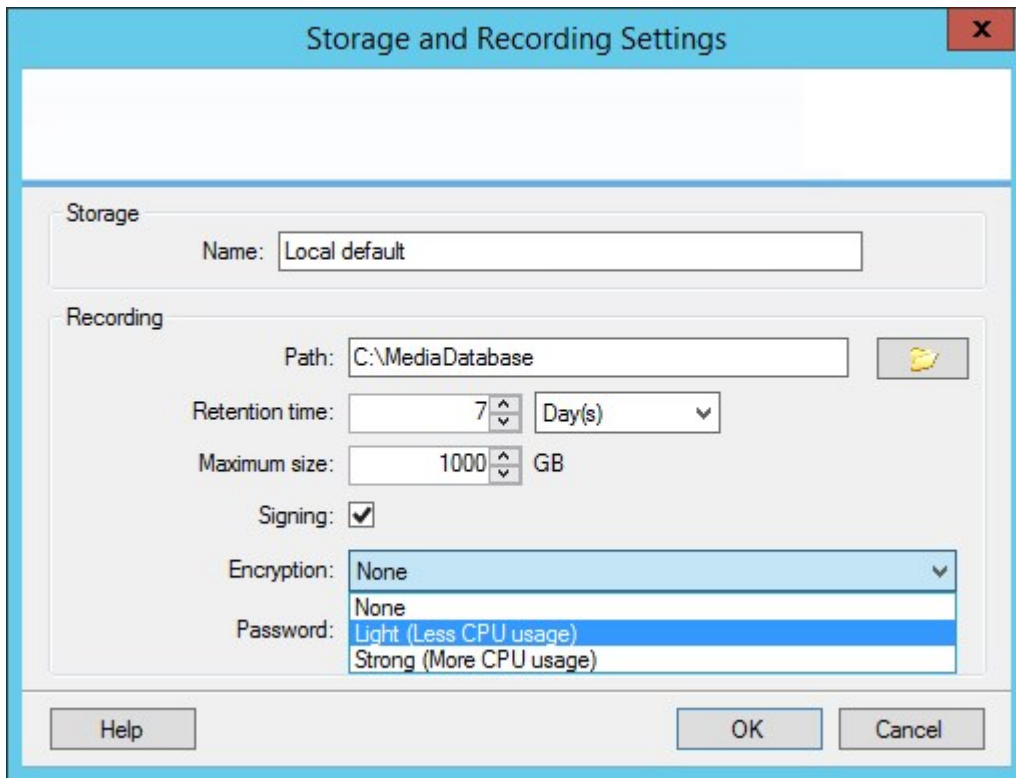 Storage and Recording Settings
x
Storage
Name: Local default
Recording
Path: C:\MediaDatabase
Retention time: 7 Day(s)
Maximum size: 1000 GB
Signing:
Encryption: None
None
Password: Light (Less CPU usage)
Strong (More CPU usage)
Help OK Cancel